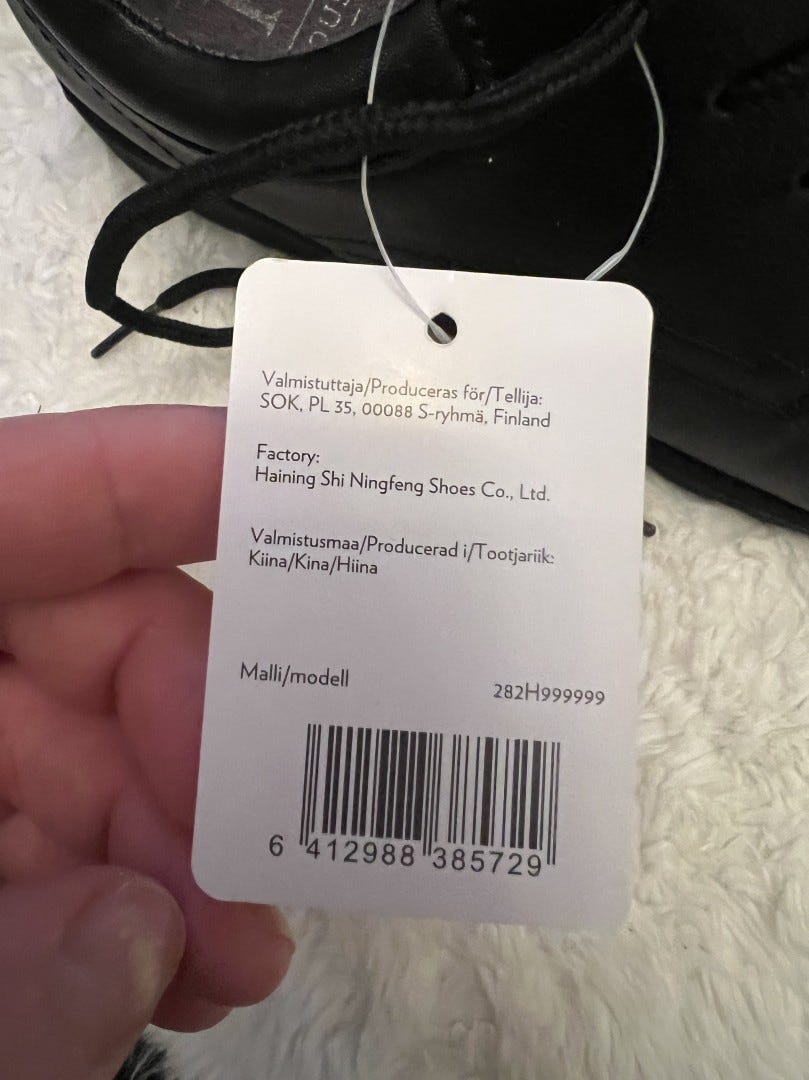 Valmistuttaja/Produceras för/Tellija:
SOK, PL 35, 00088 S-ryhmä, Finland
Factory:
Haining Shi Ningfeng Shoes Co., Ltd.
Valmistusmaa/Producerad i/Tootjariik:
Kiina/Kina/Hiina
Malli/modell 282H999999
6 412988 385729